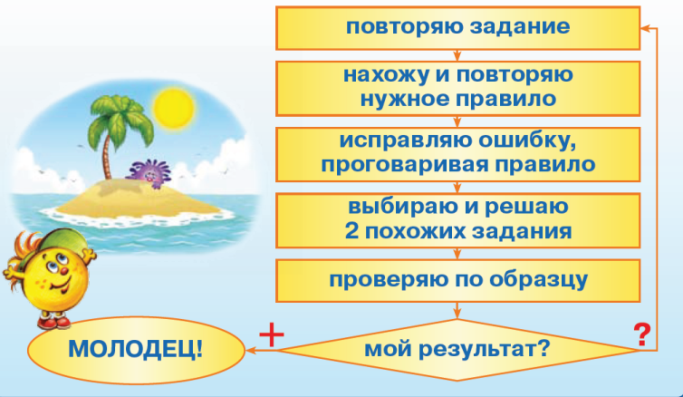 повторяю задание
нахожу и повторяю
нужное правило
исправляю ошибку,
проговаривая правило
выбираю и решаю
2 похожих задания
проверяю по образцу
мой результат?
+
?
МОЛОДЕЦ!